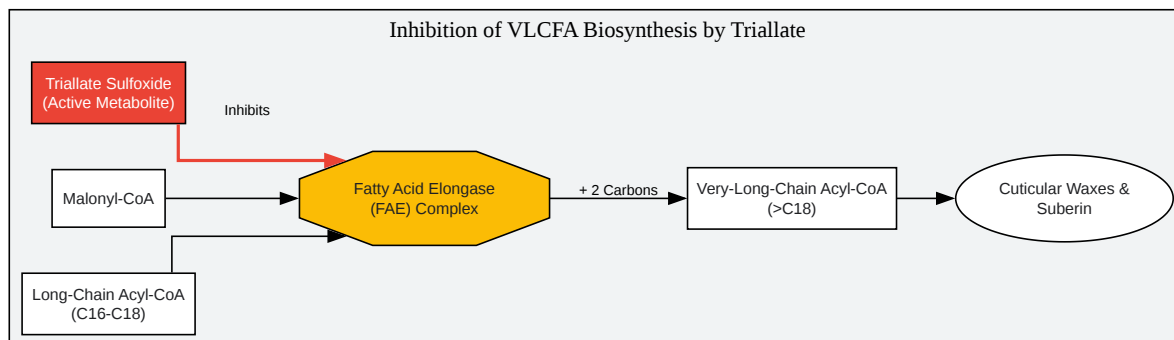 Inhibition of VLCFA Biosynthesis by Triallate
Triallate Sulfoxide
(Active Metabolite)
Inhibits
Malonyl-CoA
Fatty Acid Elongase
(FAE) Complex
+ 2 Carbons
Very-Long-Chain Acyl-CoA
(>C18)
Cuticular Waxes &
Suberin
Long-Chain Acyl-CoA
(C16-C18)